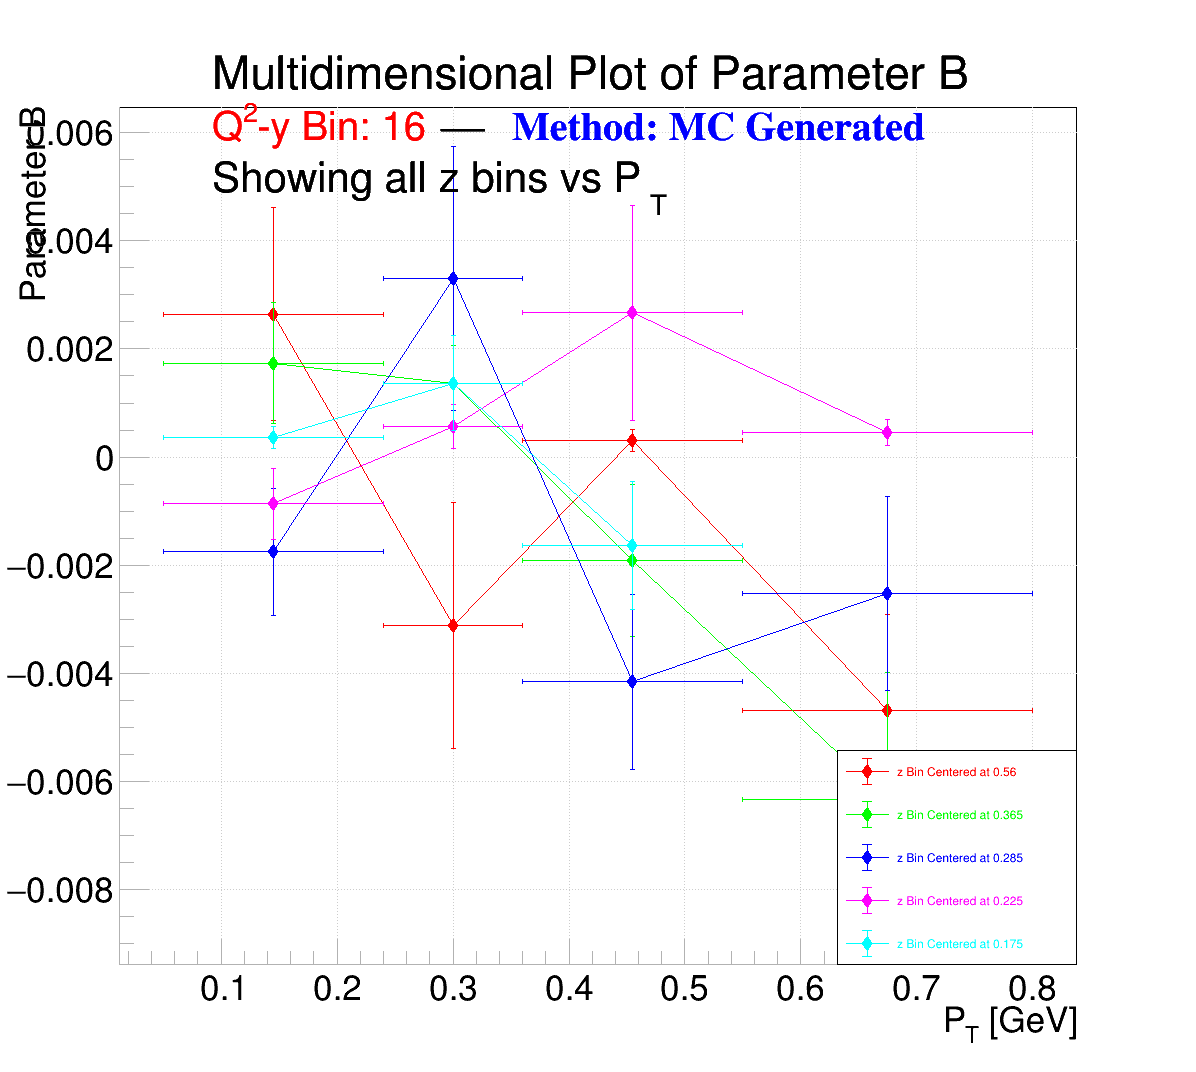 Multidimensional Plot of Parameter B
Q2-y Bin: 16 — Method: MC Generated
Showing all z bins vs PT
Parameter B
0.006
0.004
0.002
0
−0.002
−0.004
−0.006
−0.008
z Bin Centered at 0.56
z Bin Centered at 0.365
z Bin Centered at 0.285
z Bin Centered at 0.225
z Bin Centered at 0.175
0.1 0.2 0.3 0.4 0.5 0.6 0.7 0.8
PT [GeV]